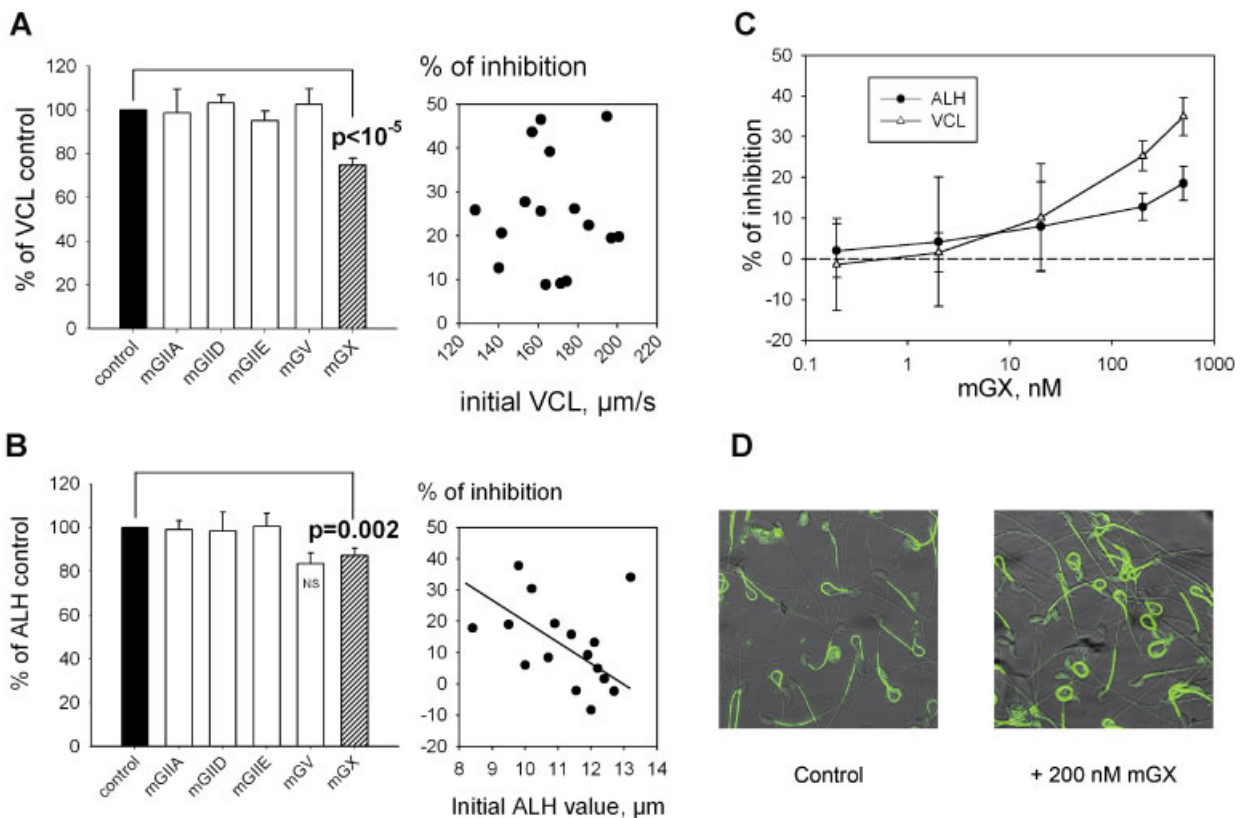 A
% of VCL control
120
100
80
60
40
20
0
p<10-5
control
mGIIA
mGIID
mGIIE
mGV
mGX
% of inhibition
50
40
30
20
10
0
120
140
160
180
200
220
initial VCL, µm/s
B
% of ALH control
120
100
80
60
40
20
0
p=0.002
NS
control
mGIIA
mGIID
mGIIE
mGV
mGX
% of inhibition
50
40
30
20
10
0
-10
-20
8 9 10 11 12 13 14
Initial ALH value, µm
C
% of inhibition
50
40
30
20
10
0
-10
-20
ALH
VCL
0.1 1 10 100 1000
mGX, nM
D
Control
+ 200 nM mGX